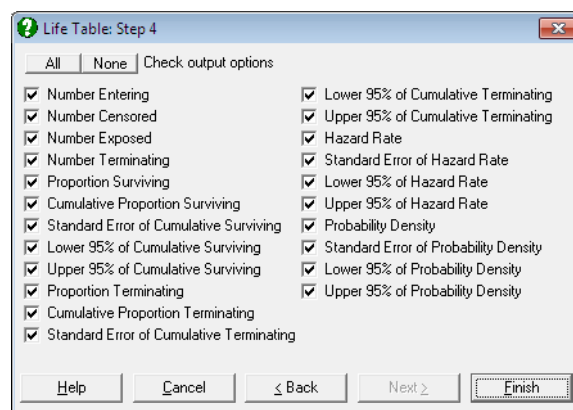 Life Table: Step 4
All None Check output options
Number Entering
Number Censored
Number Exposed
Number Terminating
Proportion Surviving
Cumulative Proportion Surviving
Standard Error of Cumulative Surviving
Lower 95% of Cumulative Surviving
Upper 95% of Cumulative Surviving
Proportion Terminating
Cumulative Proportion Terminating
Standard Error of Cumulative Terminating
Lower 95% of Cumulative Terminating
Upper 95% of Cumulative Terminating
Hazard Rate
Standard Error of Hazard Rate
Lower 95% of Hazard Rate
Upper 95% of Hazard Rate
Probability Density
Standard Error of Probability Density
Lower 95% of Probability Density
Upper 95% of Probability Density
Help Cancel < Back Next > Finish